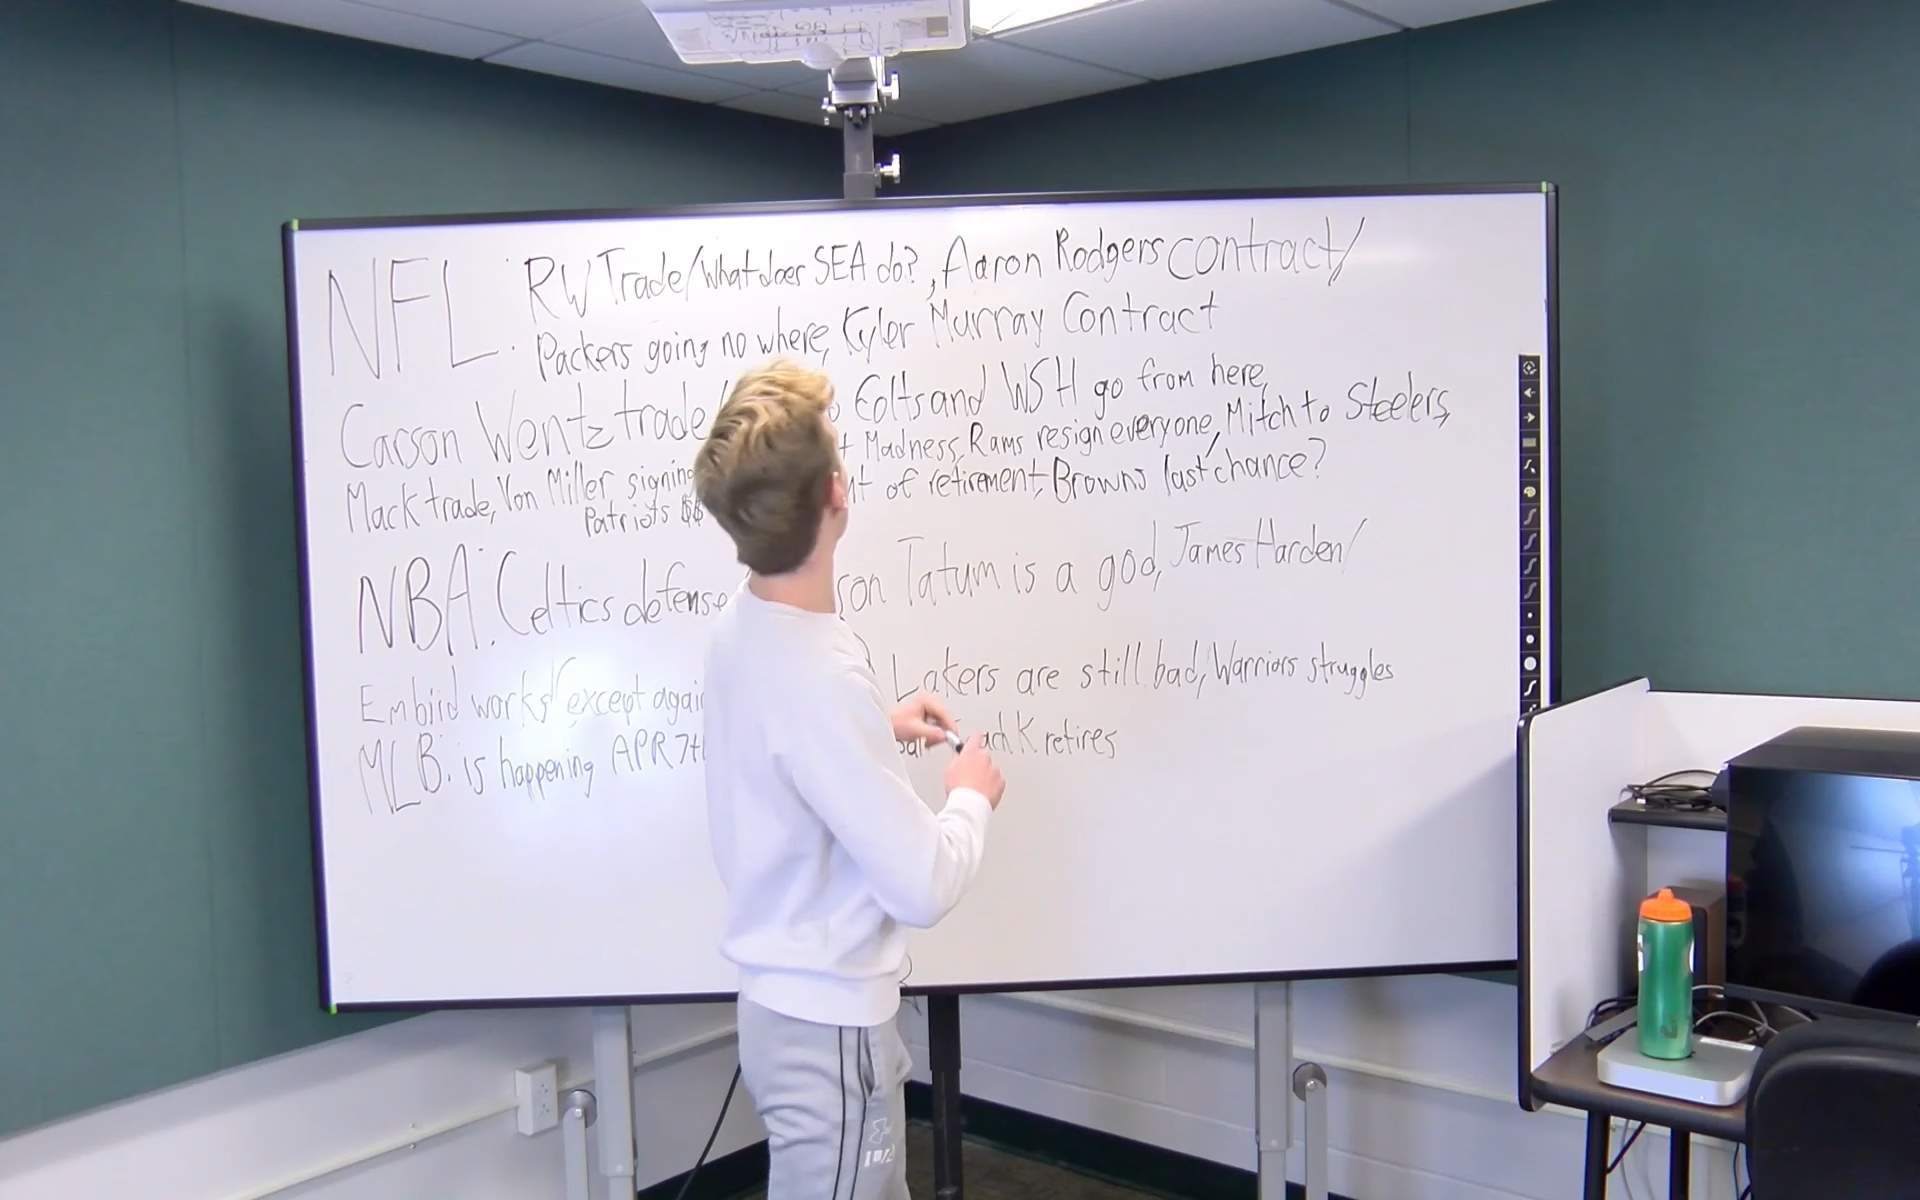 NFL: RW Trade/What does SEA do?, Aaron Rodgers contract/
Packers going no where, Kyler Murray Contract
Carson Wentz trade/ Colts and WSH go from here,
Madness, Rams resign everyone, Mitch to Steelers,
Mack trade, Von Miller signing of retirement, Browns last chance?
Patriots $$
NBA: Celtics defense Tatum is a god, James Harden/
Embiid works (except again Lakers are still bad, Warriors struggles
MLB: is happening APR 7th K retires